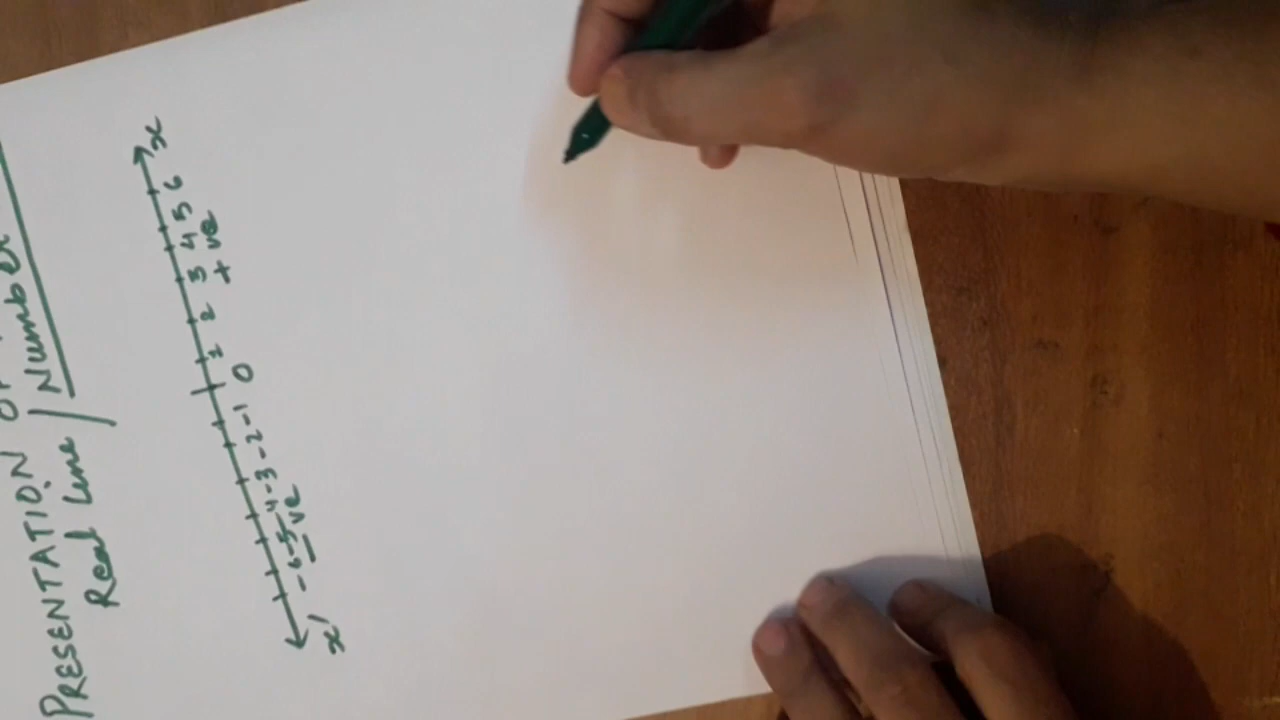 PRESENTATION OF
Real Line / Number
x' -6 -5 -4 -3 -2 -1 0 1 2 3 4 5 6 x
-ve +ve